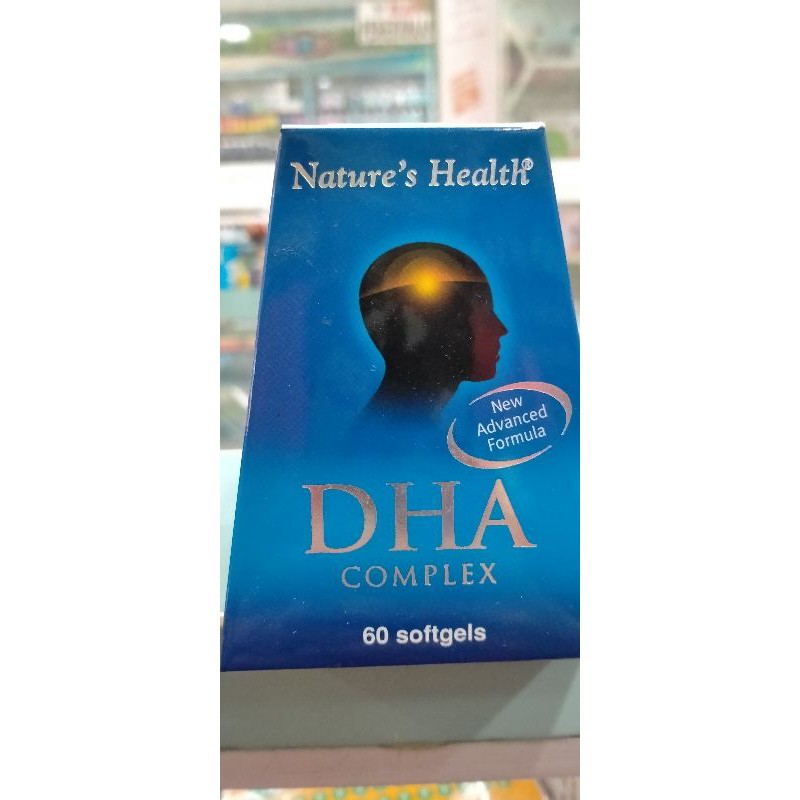 Nature's Health®
New
Advanced
Formula
DHA
COMPLEX
60 softgels